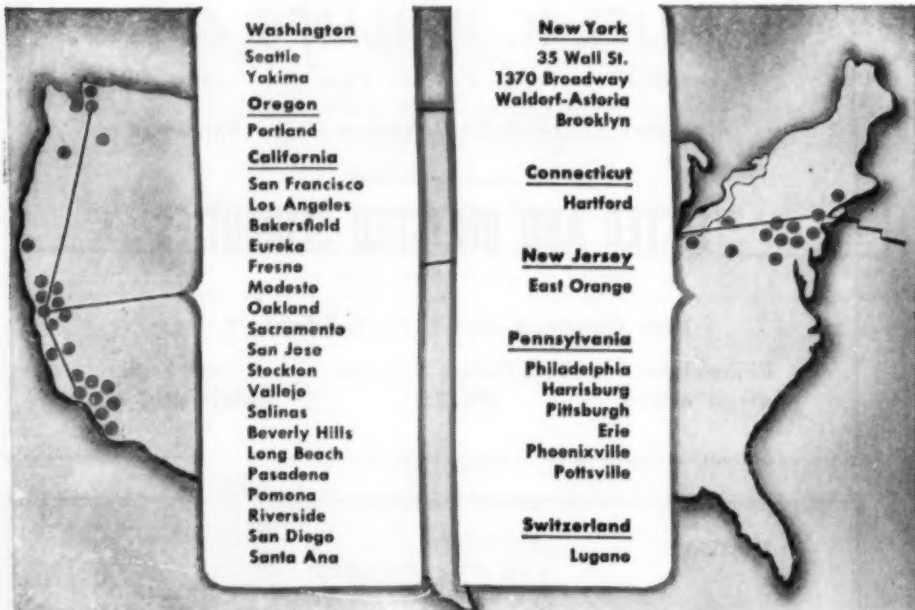 Washington
Seattle
Yakima
Oregon
Portland
California
San Francisco
Los Angeles
Bakersfield
Eureka
Fresno
Modesto
Oakland
Sacramento
San Jose
Stockton
Vallejo
Salinas
Beverly Hills
Long Beach
Pasadena
Pomona
Riverside
San Diego
Santa Ana
New York
35 Wall St.
1370 Broadway
Waldorf-Astoria
Brooklyn
Connecticut
Hartford
New Jersey
East Orange
Pennsylvania
Philadelphia
Harrisburg
Pittsburgh
Erie
Phoenixville
Pottsville
Switzerland
Lugano